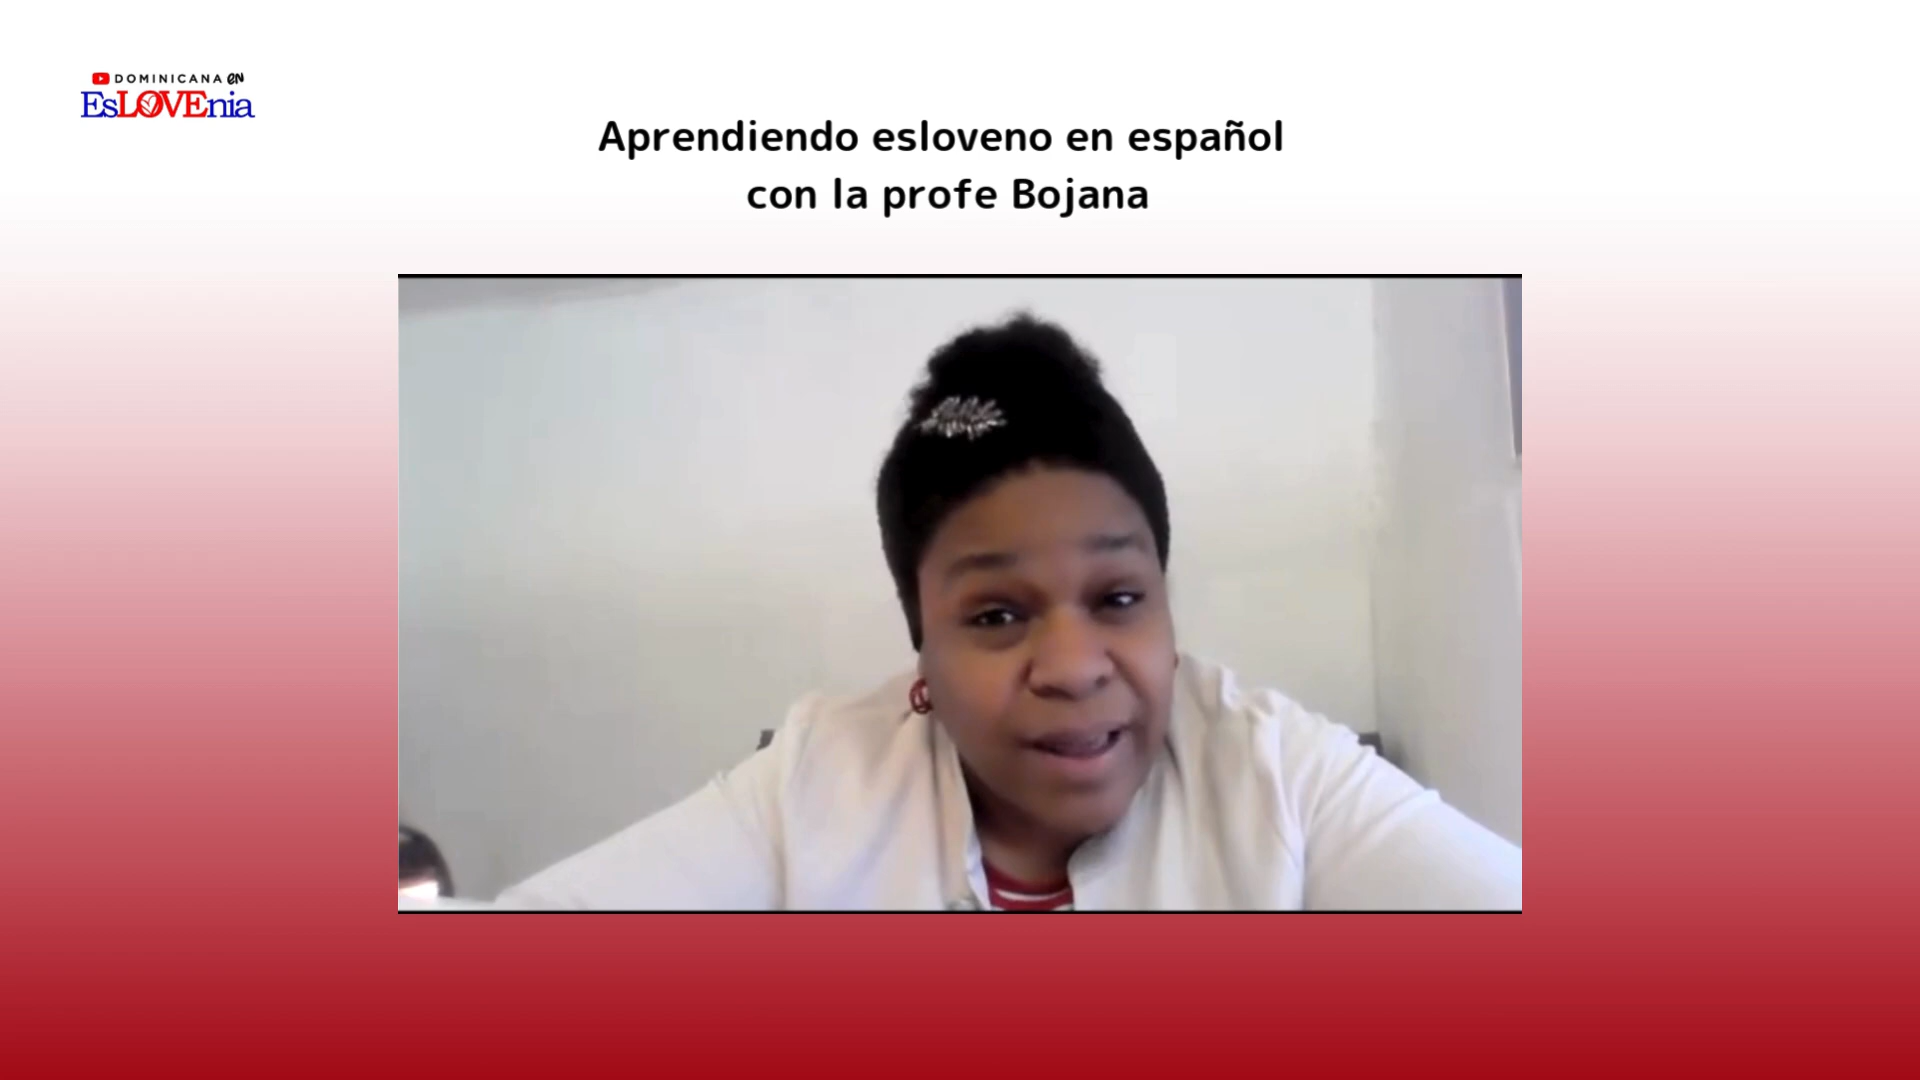 DOMINICANA EN
EsLOVEnia
Aprendiendo esloveno en español
con la profe Bojana